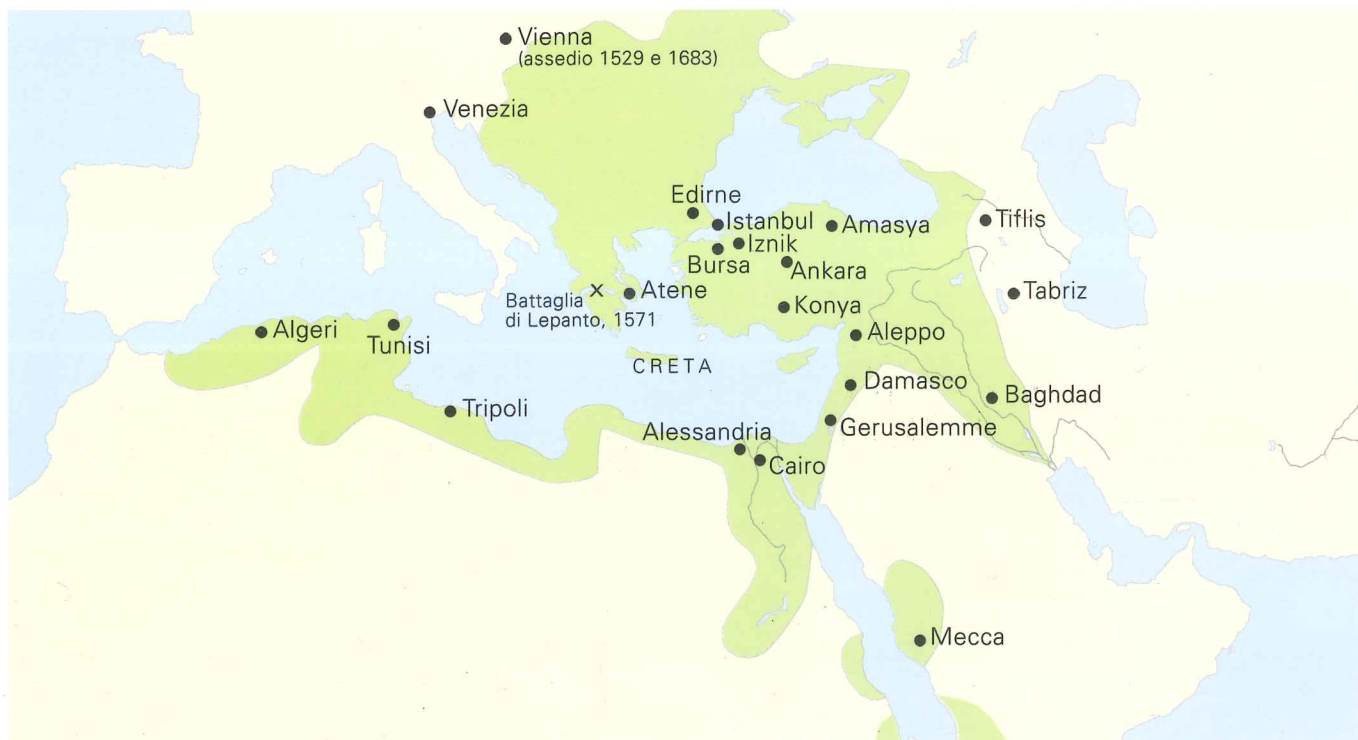 Vienna
(assedio 1529 e 1683)
Venezia
Edirne
Istanbul
Amasya
Tiflis
Iznik
Bursa
Ankara
Battaglia
di Lepanto, 1571
Atene
Tabriz
Konya
Algeri
Tunisi
Aleppo
CRETA
Damasco
Baghdad
Tripoli
Gerusalemme
Alessandria
Cairo
Mecca